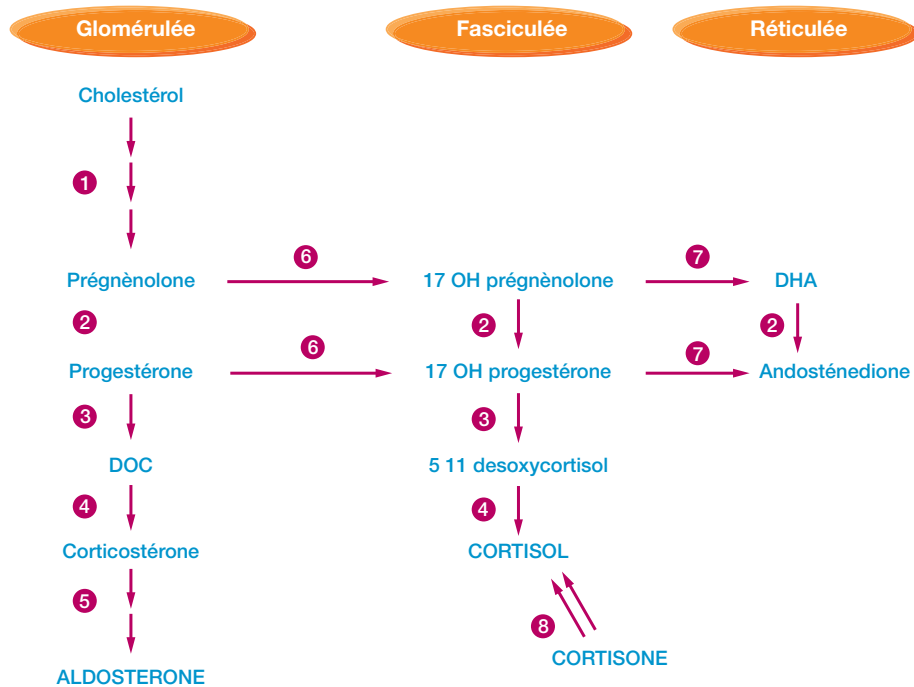 Glomérulée Fasciculée Réticulée
Cholestérol
1
6 7
Prégnènolone 17 OH prégnènolone DHA
2 2 2
6 7
Progestérone 17 OH progestérone Andosténedione
3 3
DOC 5 11 desoxycortisol
4 4
Corticostérone CORTISOL
5
8
CORTISONE
ALDOSTERONE